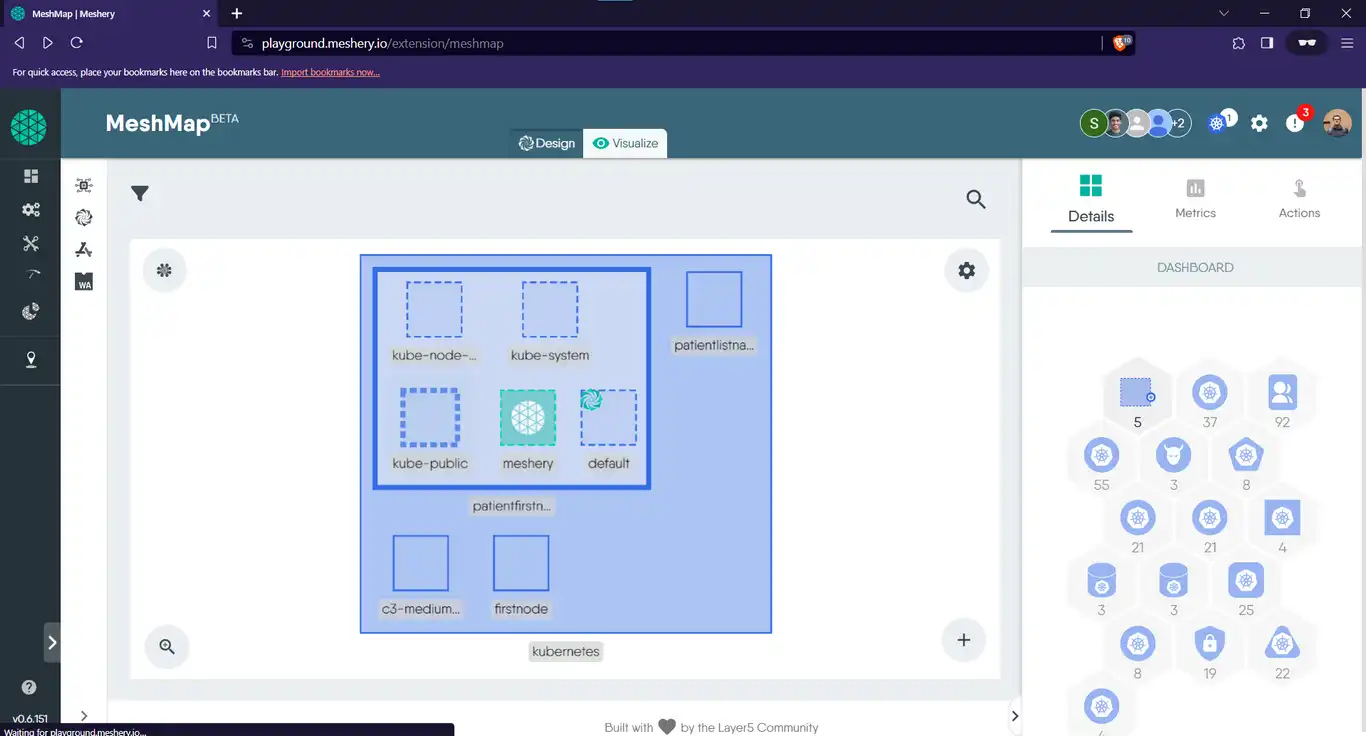 MeshMap | Meshery
playground.meshery.io/extension/meshmap
10
For quick access, place your bookmarks here on the bookmarks bar. Import bookmarks now...
MeshMap BETA
Design
Visualize
S
+2
1
3
Details
Metrics
Actions
DASHBOARD
WA
kube-node-...
kube-system
patientlistna...
kube-public
meshery
default
patientfirstn...
c3-medium...
firstnode
kubernetes
5
37
92
55
3
8
21
21
4
3
3
25
8
19
22
v0.6.151
Built with by the Layer5 Community
Waiting for playground.meshery.io...